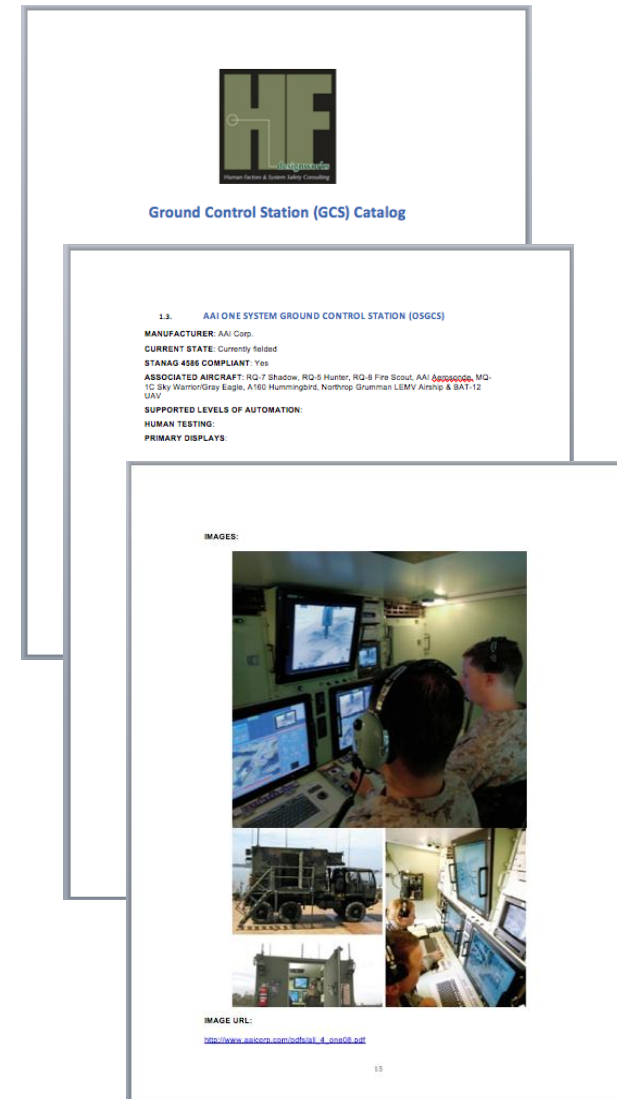 HF
designworks
Human Factors & System Safety Consulting
Ground Control Station (GCS) Catalog
1.3. AAI ONE SYSTEM GROUND CONTROL STATION (OSGCS)
MANUFACTURER: AAI Corp.
CURRENT STATE: Currently fielded
STANAG 4586 COMPLIANT: Yes
ASSOCIATED AIRCRAFT: RQ-7 Shadow, RQ-5 Hunter, RQ-8 Fire Scout, AAI Aerosonde, MQ-
1C Sky Warrior/Gray Eagle, A160 Hummingbird, Northrop Grumman LEMV Airship & BAT-12
UAV
SUPPORTED LEVELS OF AUTOMATION:
HUMAN TESTING:
PRIMARY DISPLAYS:
IMAGES:
IMAGE URL:
http://www.aaicorp.com/pdfs/all_4_one08.pdf
15